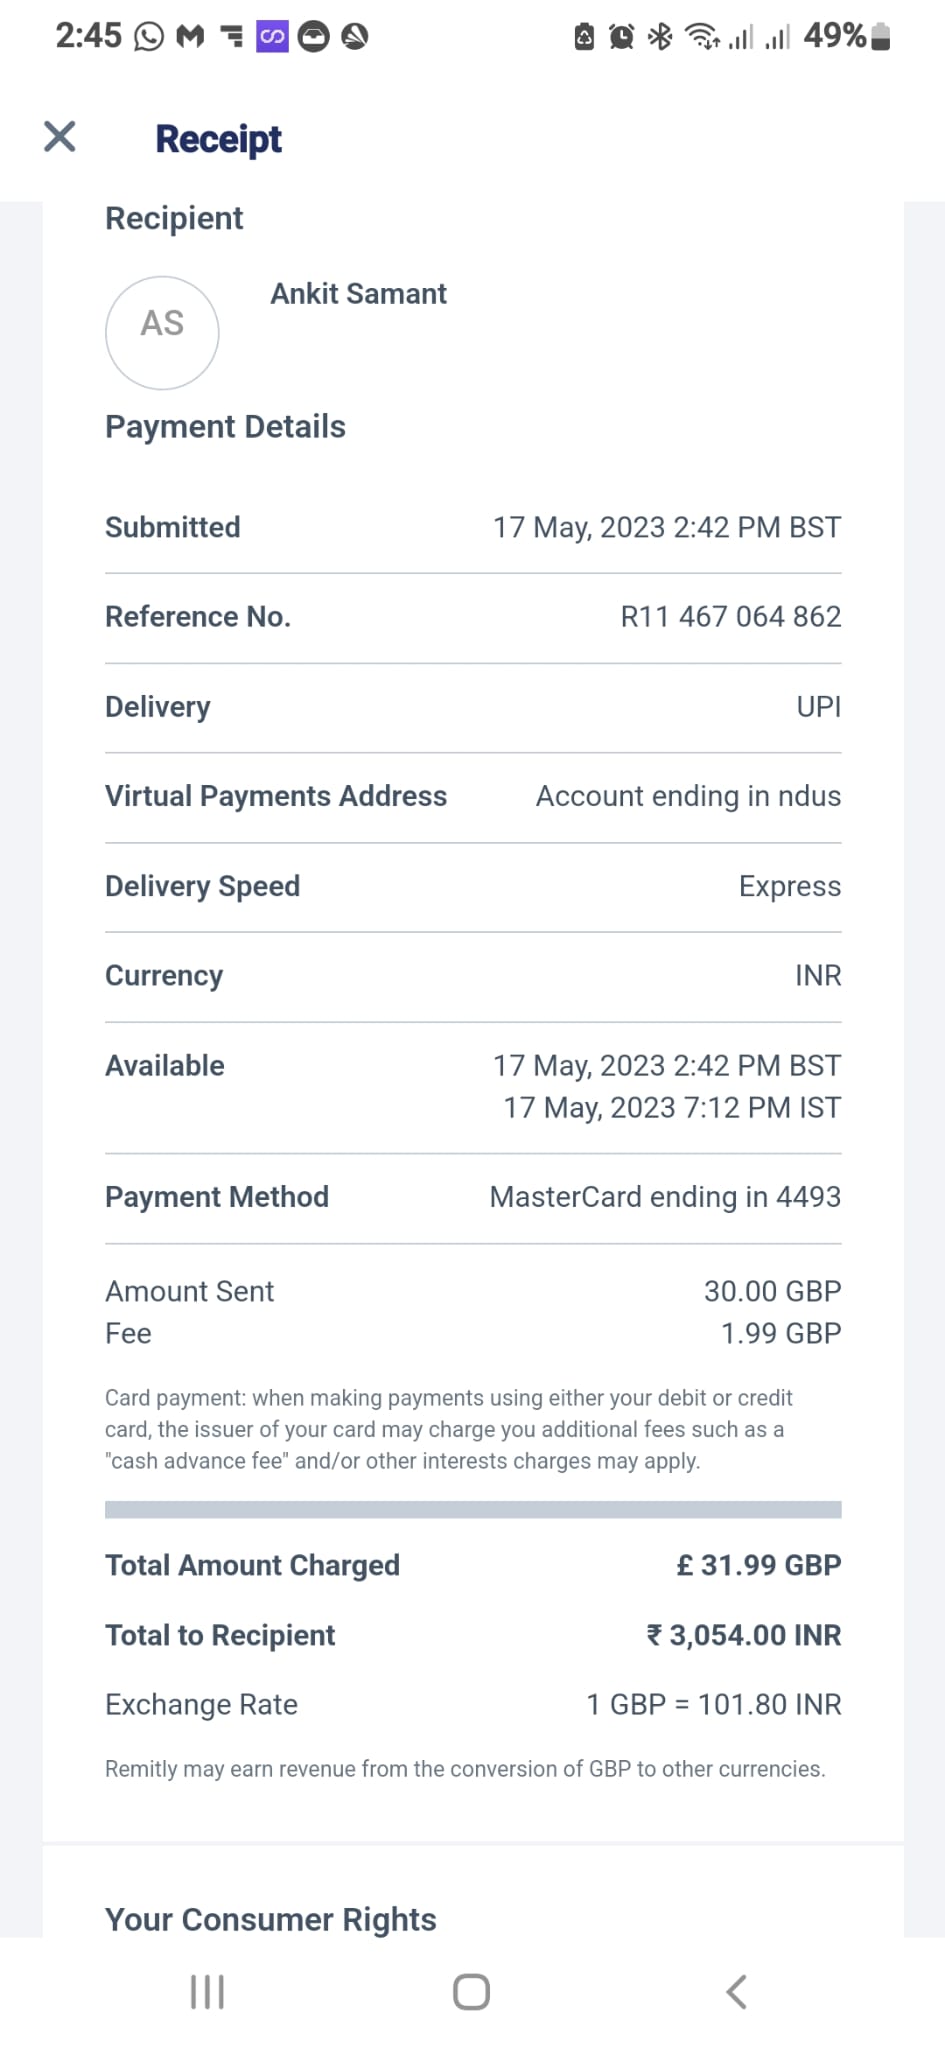 2:45 49%
Receipt
Recipient
AS Ankit Samant
Payment Details
Submitted 17 May, 2023 2:42 PM BST
Reference No. R11 467 064 862
Delivery UPI
Virtual Payments Address Account ending in ndus
Delivery Speed Express
Currency INR
Available 17 May, 2023 2:42 PM BST
17 May, 2023 7:12 PM IST
Payment Method MasterCard ending in 4493
Amount Sent 30.00 GBP
Fee 1.99 GBP
Card payment: when making payments using either your debit or credit
card, the issuer of your card may charge you additional fees such as a
"cash advance fee" and/or other interests charges may apply.
Total Amount Charged £ 31.99 GBP
Total to Recipient ₹ 3,054.00 INR
Exchange Rate 1 GBP = 101.80 INR
Remitly may earn revenue from the conversion of GBP to other currencies.
Your Consumer Rights